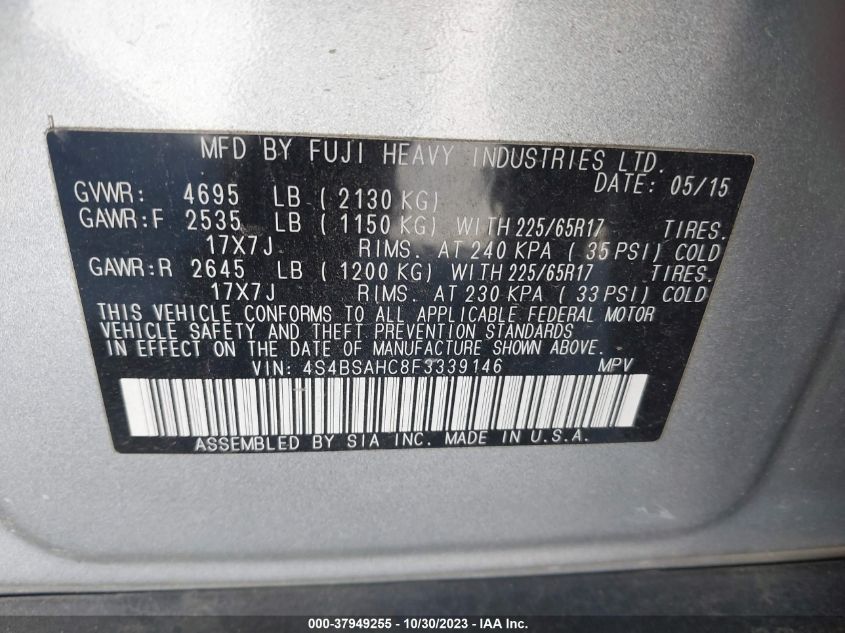 MFD BY FUJI HEAVY INDUSTRIES LTD.
DATE: 05/15
GVWR: 4695 LB ( 2130 KG)
GAWR:F 2535 LB ( 1150 KG) WITH 225/65R17 TIRES.
17X7J RIMS. AT 240 KPA ( 35 PSI) COLD
GAWR:R 2645 LB ( 1200 KG) WITH 225/65R17 TIRES.
17X7J RIMS. AT 230 KPA ( 33 PSI) COLD
THIS VEHICLE CONFORMS TO ALL APPLICABLE FEDERAL MOTOR
VEHICLE SAFETY AND THEFT PREVENTION STANDARDS
IN EFFECT ON THE DATE OF MANUFACTURE SHOWN ABOVE.
VIN: 4S4BSAHC8F3339146 MPV
ASSEMBLED BY SIA INC. MADE IN U.S.A.
000-37949255 - 10/30/2023 - IAA Inc.